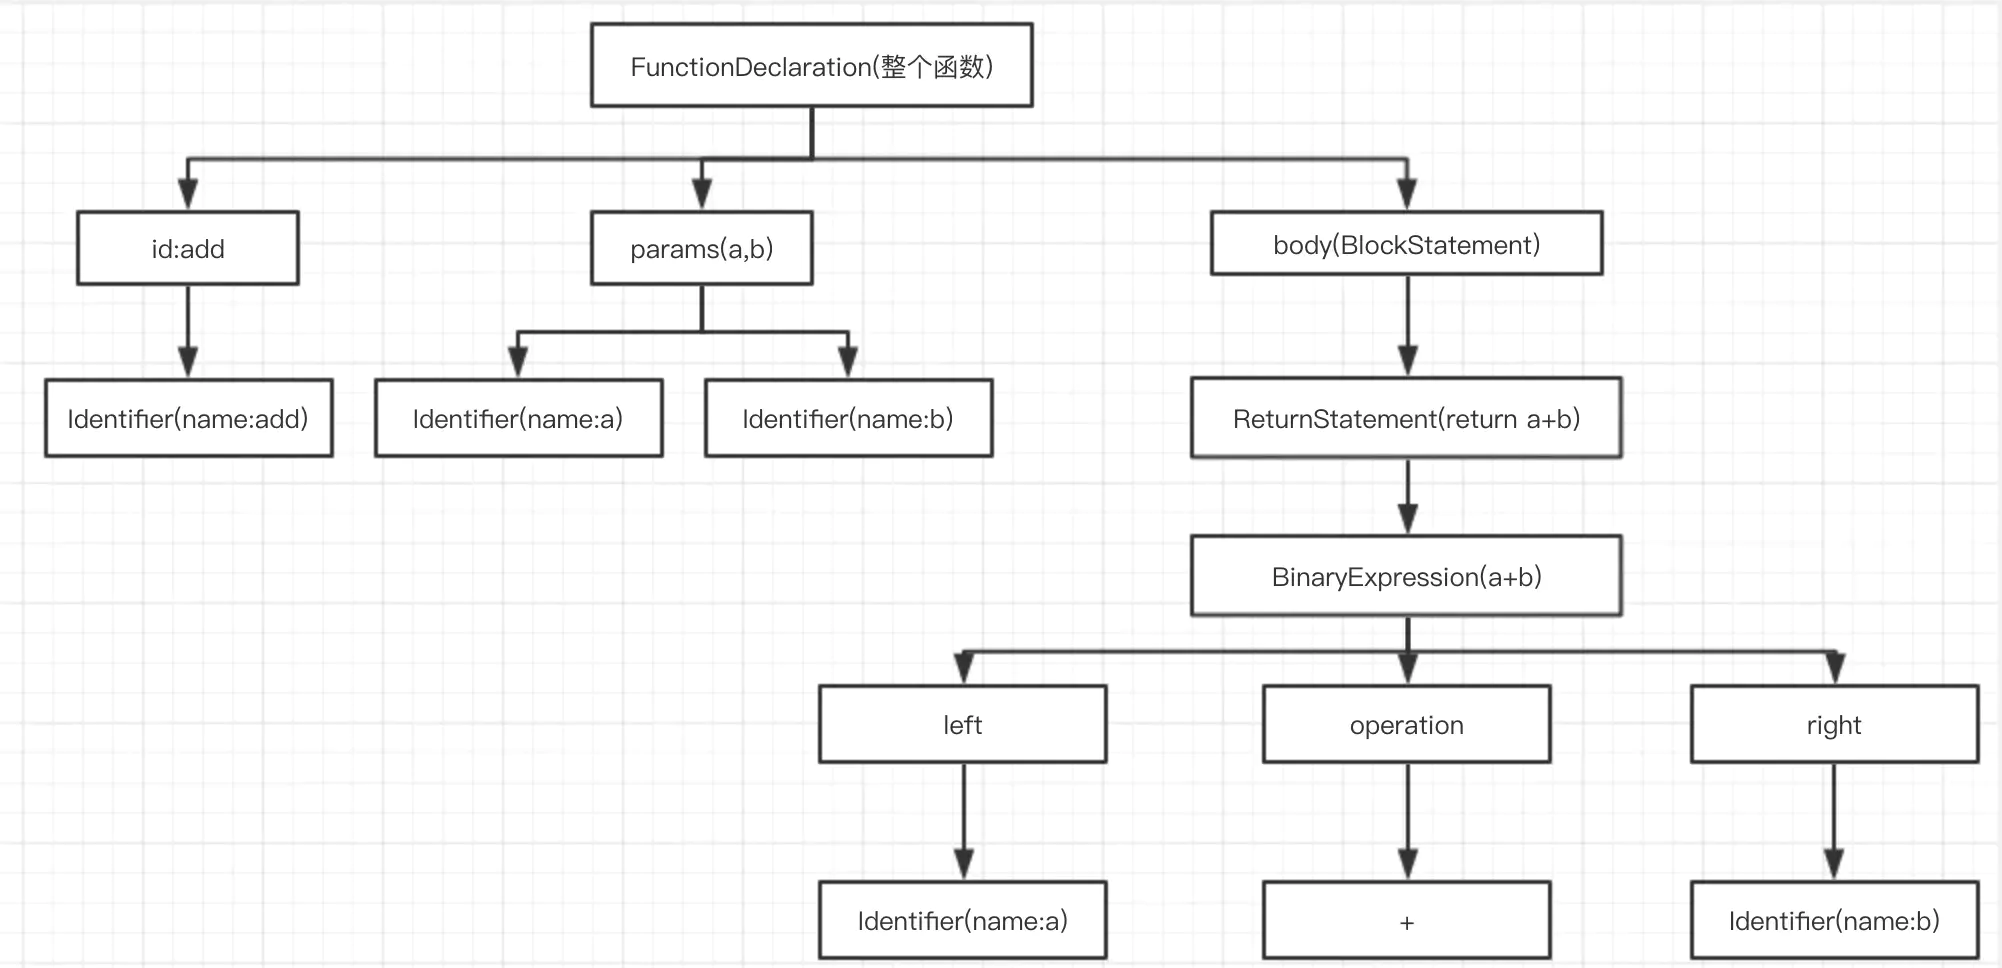 FunctionDeclaration(整个函数)
id:add
params(a,b)
body(BlockStatement)
Identifier(name:add)
Identifier(name:a)
Identifier(name:b)
ReturnStatement(return a+b)
BinaryExpression(a+b)
left
operation
right
Identifier(name:a)
+
Identifier(name:b)